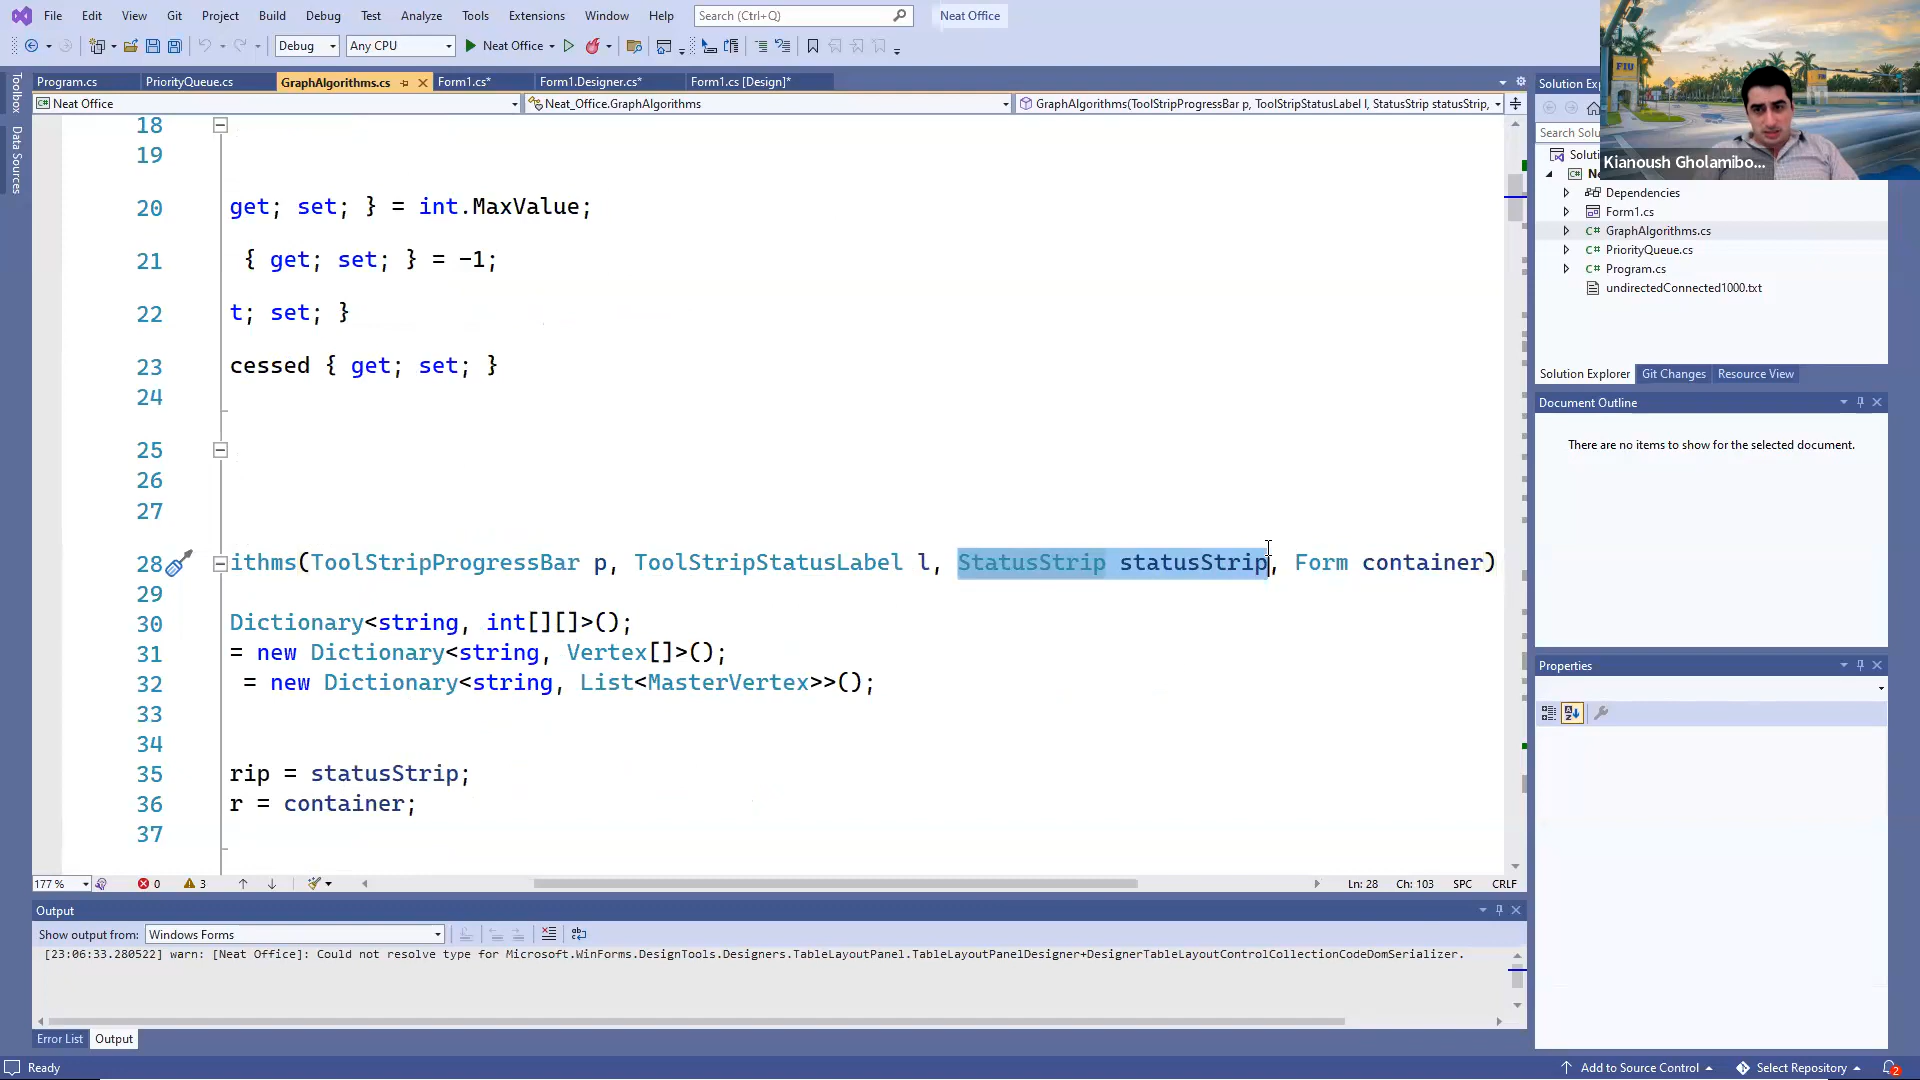 File Edit View Git Project Build Debug Test Analyze Tools Extensions Window Help Search (Ctrl+Q) Neat Office
Debug Any CPU Neat Office
Program.cs PriorityQueue.cs GraphAlgorithms.cs Form1.cs* Form1.Designer.cs* Form1.cs [Design]*
Neat Office Neat_Office.GraphAlgorithms GraphAlgorithms(ToolStripProgressBar p, ToolStripStatusLabel l, StatusStrip statusStrip,
Toolbox
Data Sources
18
19
20 get; set; } = int.MaxValue;
21 { get; set; } = -1;
22 t; set; }
23 cessed { get; set; }
24
25
26
27
28 ithms(ToolStripProgressBar p, ToolStripStatusLabel l, StatusStrip statusStrip, Form container)
29
30 Dictionary<string, int[][]>();
31 = new Dictionary<string, Vertex[]>();
32 = new Dictionary<string, List<MasterVertex>>();
33
34
35 rip = statusStrip;
36 r = container;
37
177 % 0 3 Ln: 28 Ch: 103 SPC CRLF
Output
Show output from: Windows Forms
[23:06:33.280522] warn: [Neat Office]: Could not resolve type for Microsoft.WinForms.DesignTools.Designers.TableLayoutPanel.TableLayoutPanelDesigner+DesignerTableLayoutControlCollectionCodeDomSerializer.
Error List Output
Ready
Solution Exp
Search Solu
Soluti
Ne
Dependencies
Form1.cs
C# GraphAlgorithms.cs
C# PriorityQueue.cs
C# Program.cs
undirectedConnected1000.txt
Solution Explorer Git Changes Resource View
Document Outline
There are no items to show for the selected document.
Properties
Add to Source Control Select Repository 2
FIU
Kianoush Gholamibo...